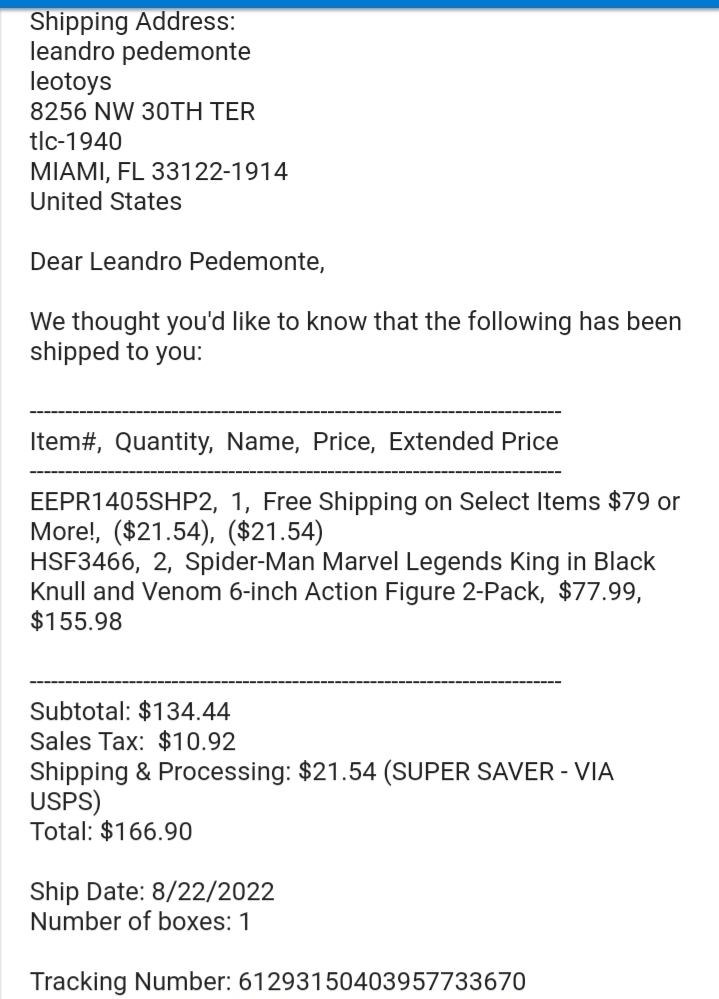 Shipping Address:
leandro pedemonte
leotoys
8256 NW 30TH TER
tlc-1940
MIAMI, FL 33122-1914
United States
Dear Leandro Pedemonte,
We thought you'd like to know that the following has been
shipped to you:
---------------------------------------------------------------------------
Item#,  Quantity,  Name,  Price,  Extended Price
---------------------------------------------------------------------------
EEPR1405SHP2,  1,  Free Shipping on Select Items $79 or
More!,  ($21.54),  ($21.54)
HSF3466,  2,  Spider-Man Marvel Legends King in Black
Knull and Venom 6-inch Action Figure 2-Pack,  $77.99,
$155.98
---------------------------------------------------------------------------
Subtotal: $134.44
Sales Tax:  $10.92
Shipping & Processing: $21.54 (SUPER SAVER - VIA
USPS)
Total: $166.90
Ship Date: 8/22/2022
Number of boxes: 1
Tracking Number: 61293150403957733670